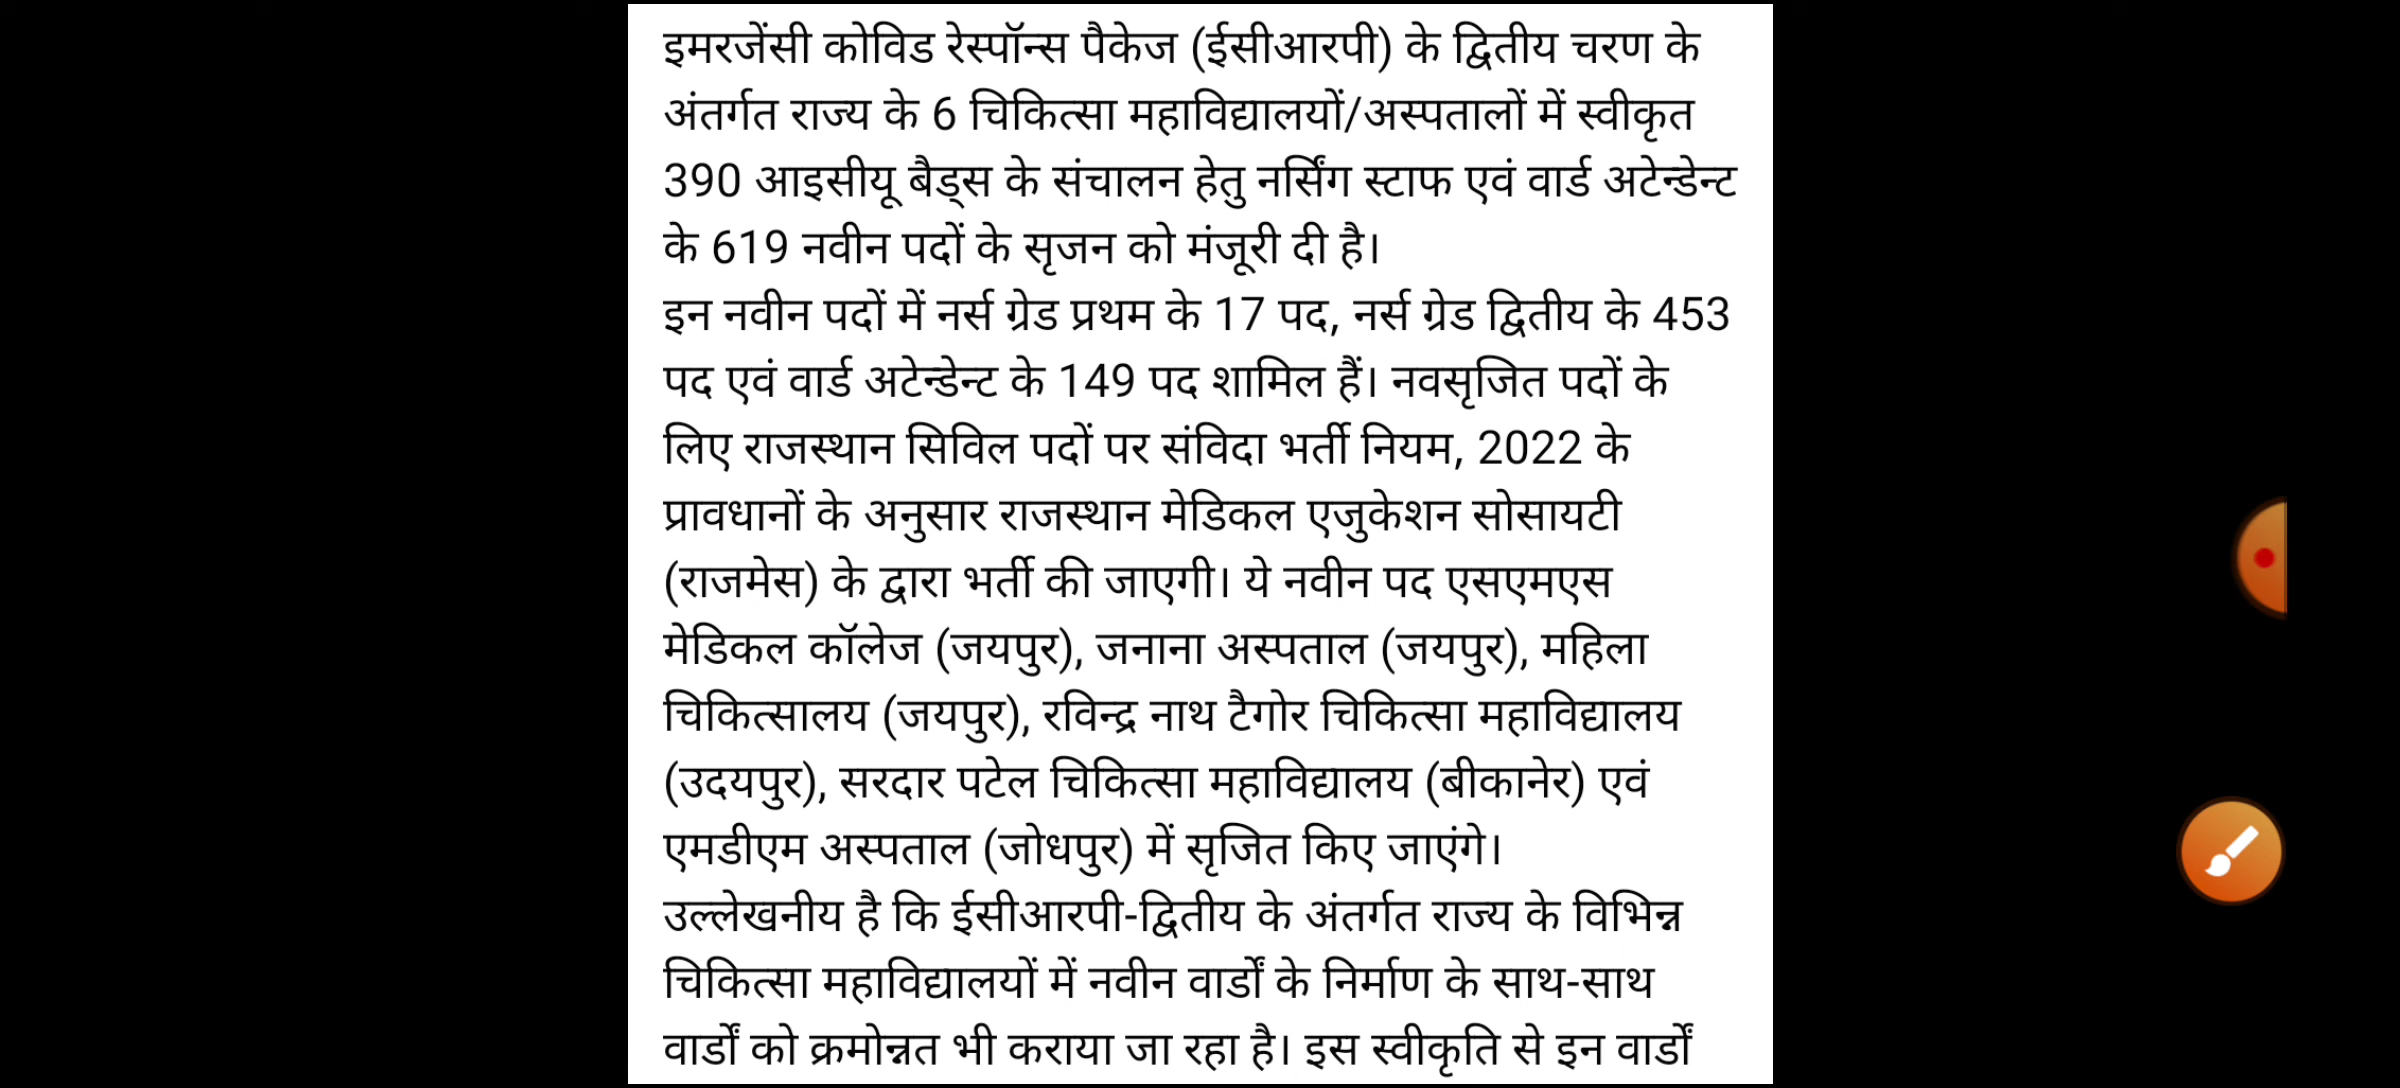 इमरजेंसी कोविड रेस्पॉन्स पैकेज (ईसीआरपी) के द्वितीय चरण के
अंतर्गत राज्य के 6 चिकित्सा महाविद्यालयों/अस्पतालों में स्वीकृत
390 आइसीयू बैड्स के संचालन हेतु नर्सिंग स्टाफ एवं वार्ड अटेन्डेन्ट
के 619 नवीन पदों के सृजन को मंजूरी दी है।
इन नवीन पदों में नर्स ग्रेड प्रथम के 17 पद, नर्स ग्रेड द्वितीय के 453
पद एवं वार्ड अटेन्डेन्ट के 149 पद शामिल हैं। नवसृजित पदों के
लिए राजस्थान सिविल पदों पर संविदा भर्ती नियम, 2022 के
प्रावधानों के अनुसार राजस्थान मेडिकल एजुकेशन सोसायटी
(राजमेस) के द्वारा भर्ती की जाएगी। ये नवीन पद एसएमएस
मेडिकल कॉलेज (जयपुर), जनाना अस्पताल (जयपुर), महिला
चिकित्सालय (जयपुर), रविन्द्र नाथ टैगोर चिकित्सा महाविद्यालय
(उदयपुर), सरदार पटेल चिकित्सा महाविद्यालय (बीकानेर) एवं
एमडीएम अस्पताल (जोधपुर) में सृजित किए जाएंगे।
उल्लेखनीय है कि ईसीआरपी-द्वितीय के अंतर्गत राज्य के विभिन्न
चिकित्सा महाविद्यालयों में नवीन वार्डों के निर्माण के साथ-साथ
वार्डों को क्रमोन्नत भी कराया जा रहा है। इस स्वीकृति से इन वार्डों